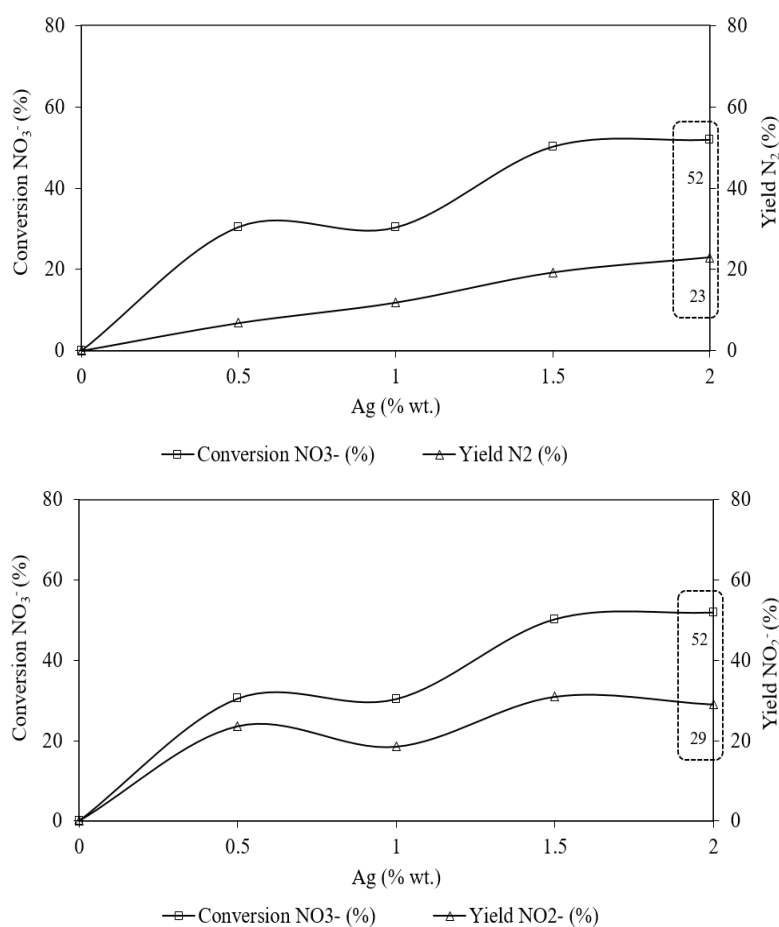 80
60
40
20
0
Conversion NO₃⁻ (%)
80
60
40
20
0
Yield N₂ (%)
52
23
0 0.5 1 1.5 2
Ag (% wt.)
Conversion NO3- (%) Yield N2 (%)
80
60
40
20
0
Conversion NO₃⁻ (%)
80
60
40
20
0
Yield NO₂⁻ (%)
52
29
0 0.5 1 1.5 2
Ag (% wt.)
Conversion NO3- (%) Yield NO2- (%)